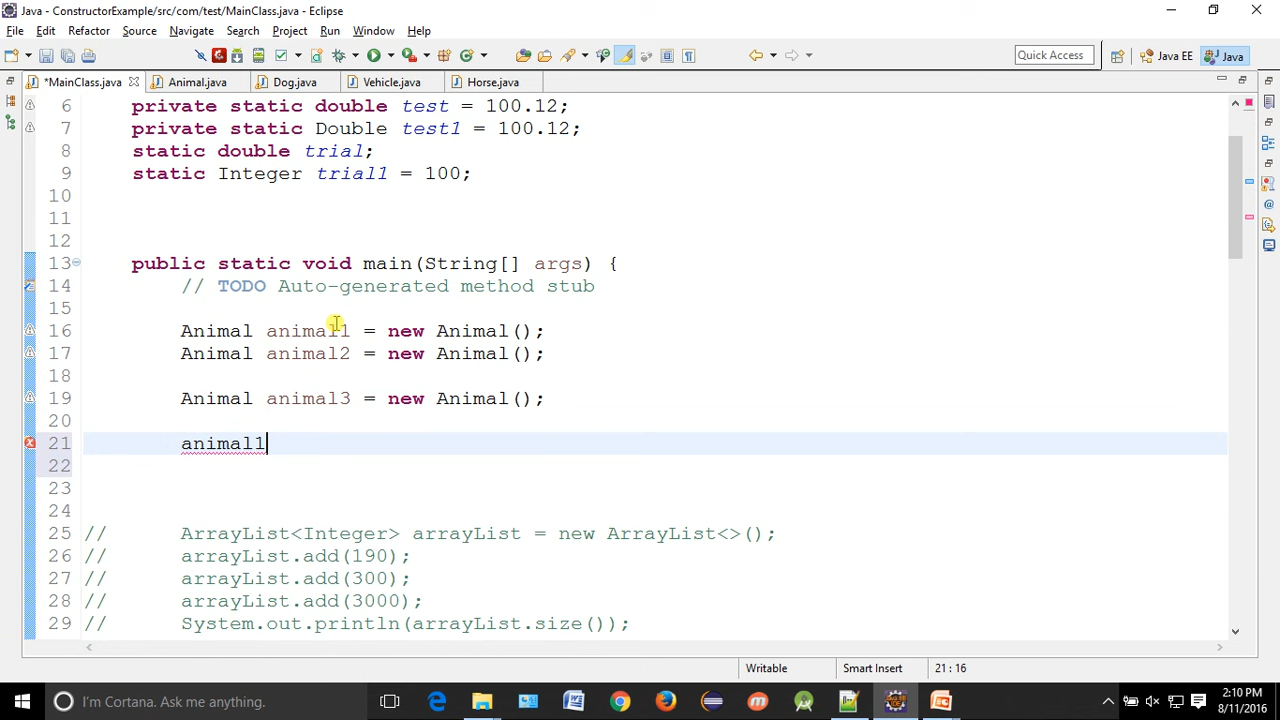 Java - ConstructorExample/src/com/test/MainClass.java - Eclipse
File Edit Refactor Source Navigate Search Project Run Window Help
Quick Access Java EE Java
*MainClass.java Animal.java Dog.java Vehicle.java Horse.java
6 private static double test = 100.12;
7 private static Double test1 = 100.12;
8 static double trial;
9 static Integer trial1 = 100;
10
11
12
13 public static void main(String[] args) {
14 // TODO Auto-generated method stub
15
16 Animal animal1 = new Animal();
17 Animal animal2 = new Animal();
18
19 Animal animal3 = new Animal();
20
21 animal1
22
23
24
25 // ArrayList<Integer> arrayList = new ArrayList<>();
26 // arrayList.add(190);
27 // arrayList.add(300);
28 // arrayList.add(3000);
29 // System.out.println(arrayList.size());
Writable Smart Insert 21 : 16
I'm Cortana. Ask me anything.
2:10 PM
8/11/2016